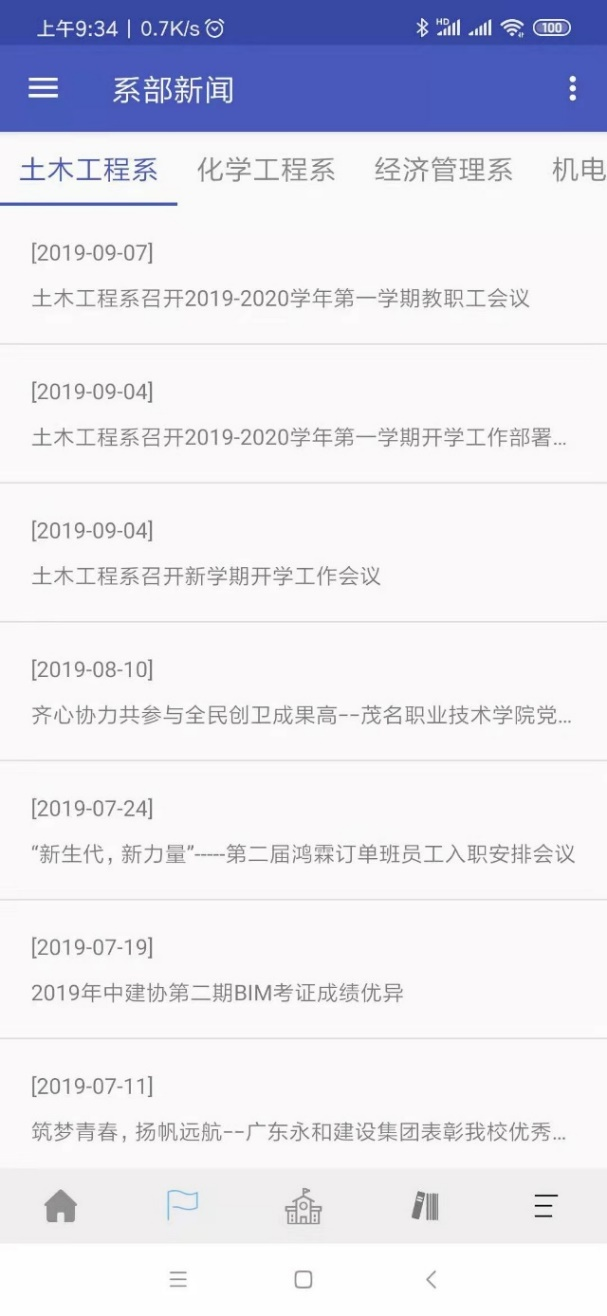 上午9:34 | 0.7K/s
HD
100
系部新闻
土木工程系 化学工程系 经济管理系 机电
[2019-09-07]
土木工程系召开2019-2020学年第一学期教职工会议
[2019-09-04]
土木工程系召开2019-2020学年第一学期开学工作部署...
[2019-09-04]
土木工程系召开新学期开学工作会议
[2019-08-10]
齐心协力共参与全民创卫成果高--茂名职业技术学院党...
[2019-07-24]
“新生代，新力量”-----第二届鸿霖订单班员工入职安排会议
[2019-07-19]
2019年中建协第二期BIM考证成绩优异
[2019-07-11]
筑梦青春，扬帆远航--广东永和建设集团表彰我校优秀...